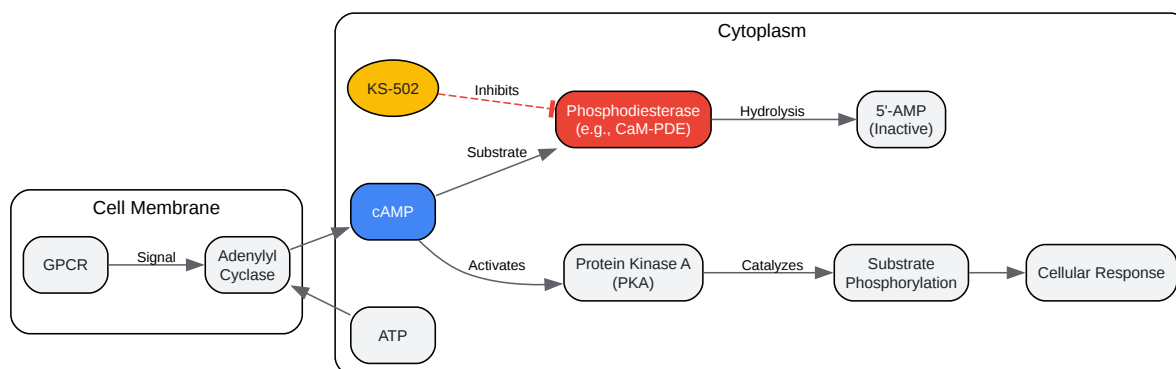 Cytoplasm
KS-502
Inhibits
Phosphodiesterase
(e.g., CaM-PDE)
Hydrolysis
5'-AMP
(Inactive)
Substrate
Cell Membrane
cAMP
GPCR
Signal
Adenylyl
Cyclase
Activates
Protein Kinase A
(PKA)
Catalyzes
Substrate
Phosphorylation
Cellular Response
ATP